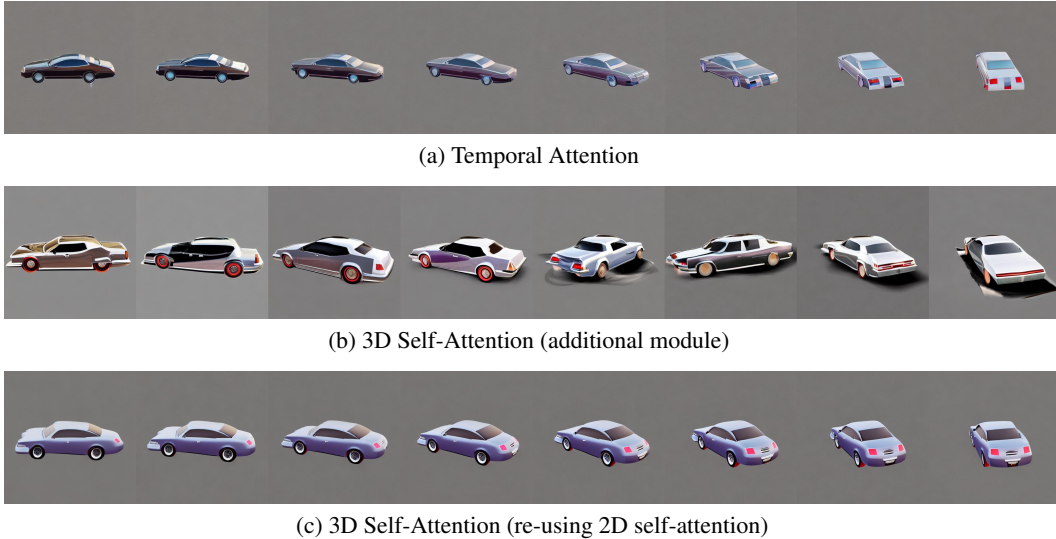 (a) Temporal Attention
(b) 3D Self-Attention (additional module)
(c) 3D Self-Attention (re-using 2D self-attention)